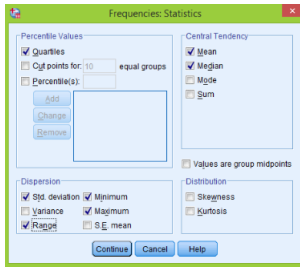 Frequencies: Statistics
Percentile Values
Quartiles
Cut points for: 10 equal groups
Percentile(s):
Add
Change
Remove
Central Tendency
Mean
Median
Mode
Sum
Values are group midpoints
Dispersion
Std. deviation Minimum
Variance Maximum
Range S.E. mean
Distribution
Skewness
Kurtosis
Continue Cancel Help